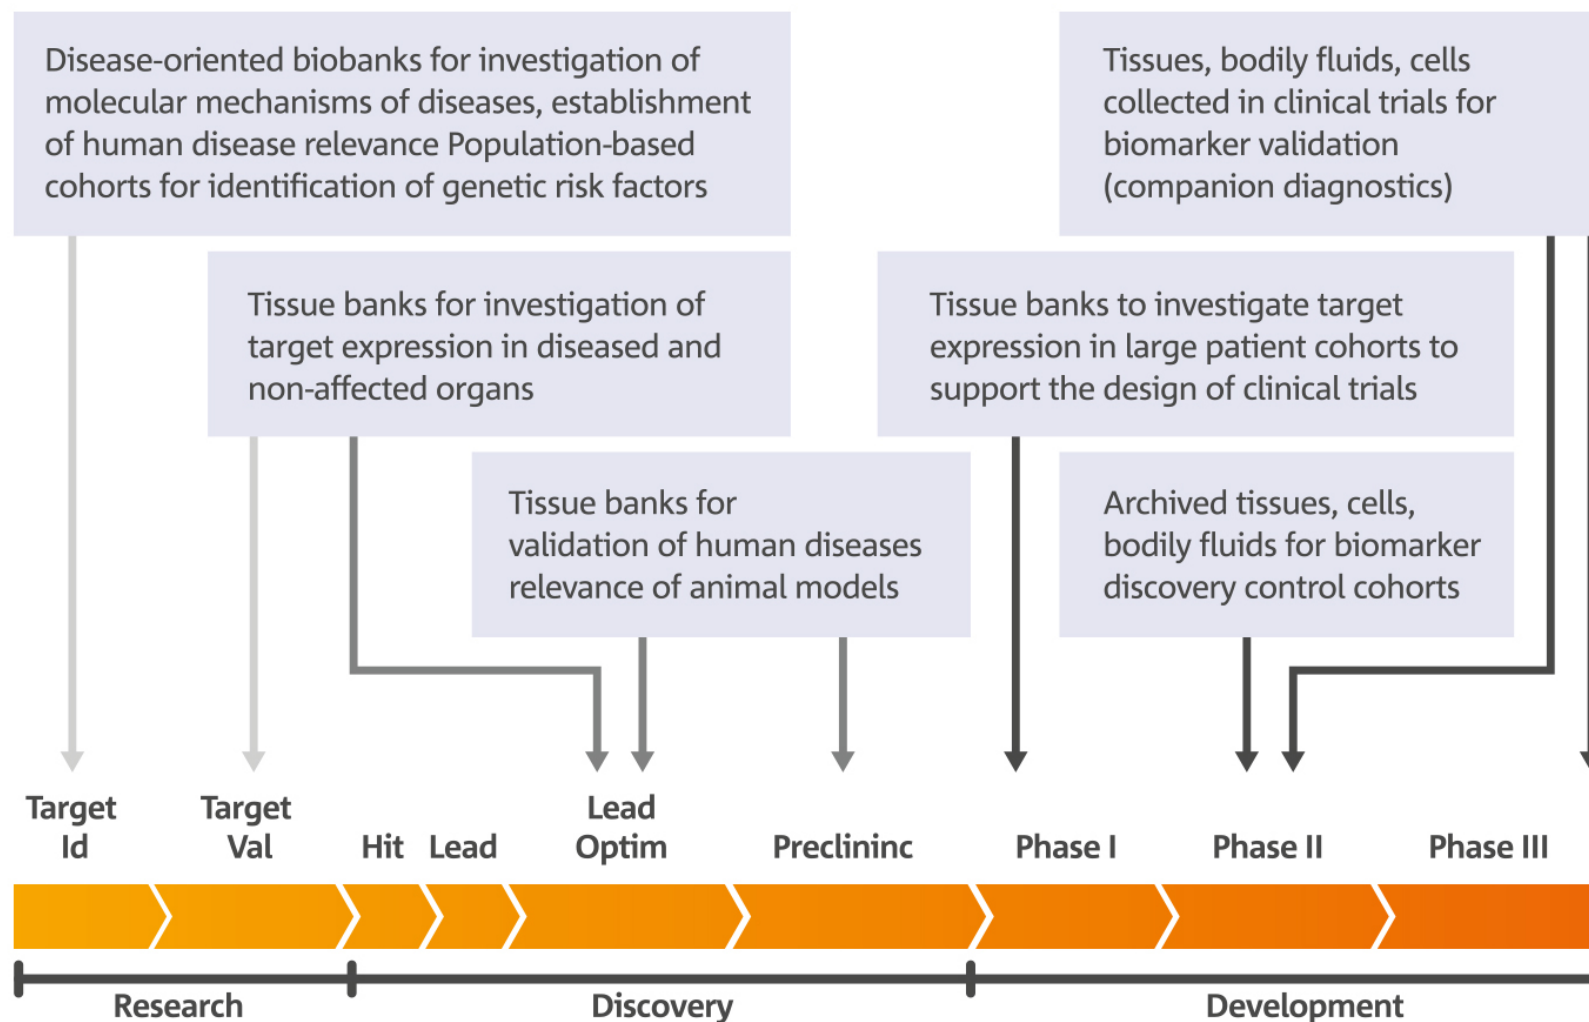 Disease-oriented biobanks for investigation of
molecular mechanisms of diseases, establishment
of human disease relevance Population-based
cohorts for identification of genetic risk factors
Tissues, bodily fluids, cells
collected in clinical trials for
biomarker validation
(companion diagnostics)
Tissue banks for investigation of
target expression in diseased and
non-affected organs
Tissue banks to investigate target
expression in large patient cohorts to
support the design of clinical trials
Tissue banks for
validation of human diseases
relevance of animal models
Archived tissues, cells,
bodily fluids for biomarker
discovery control cohorts
Target
Id
Target
Val
Hit
Lead
Lead
Optim
Preclininc
Phase I
Phase II
Phase III
Research
Discovery
Development